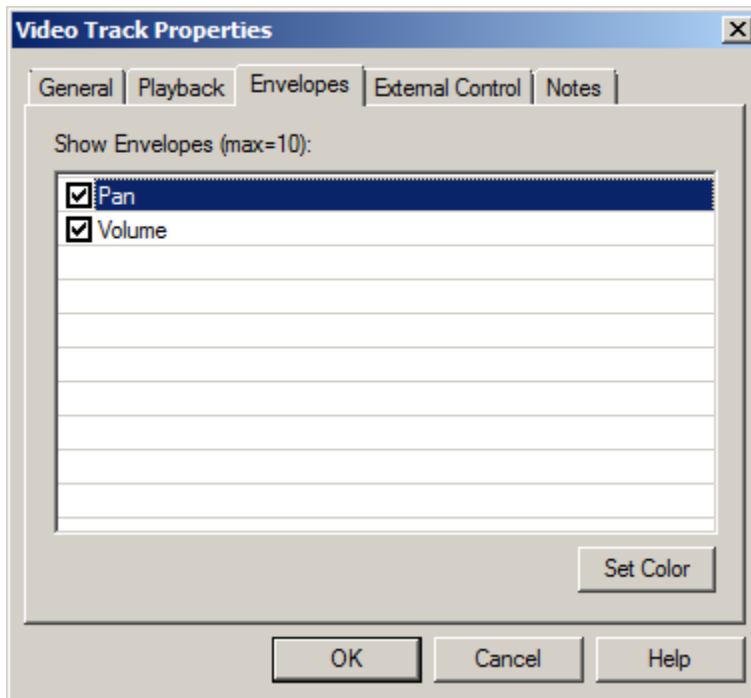 Video Track Properties
General Playback Envelopes External Control Notes
Show Envelopes (max=10):
Pan
Volume
Set Color
OK Cancel Help